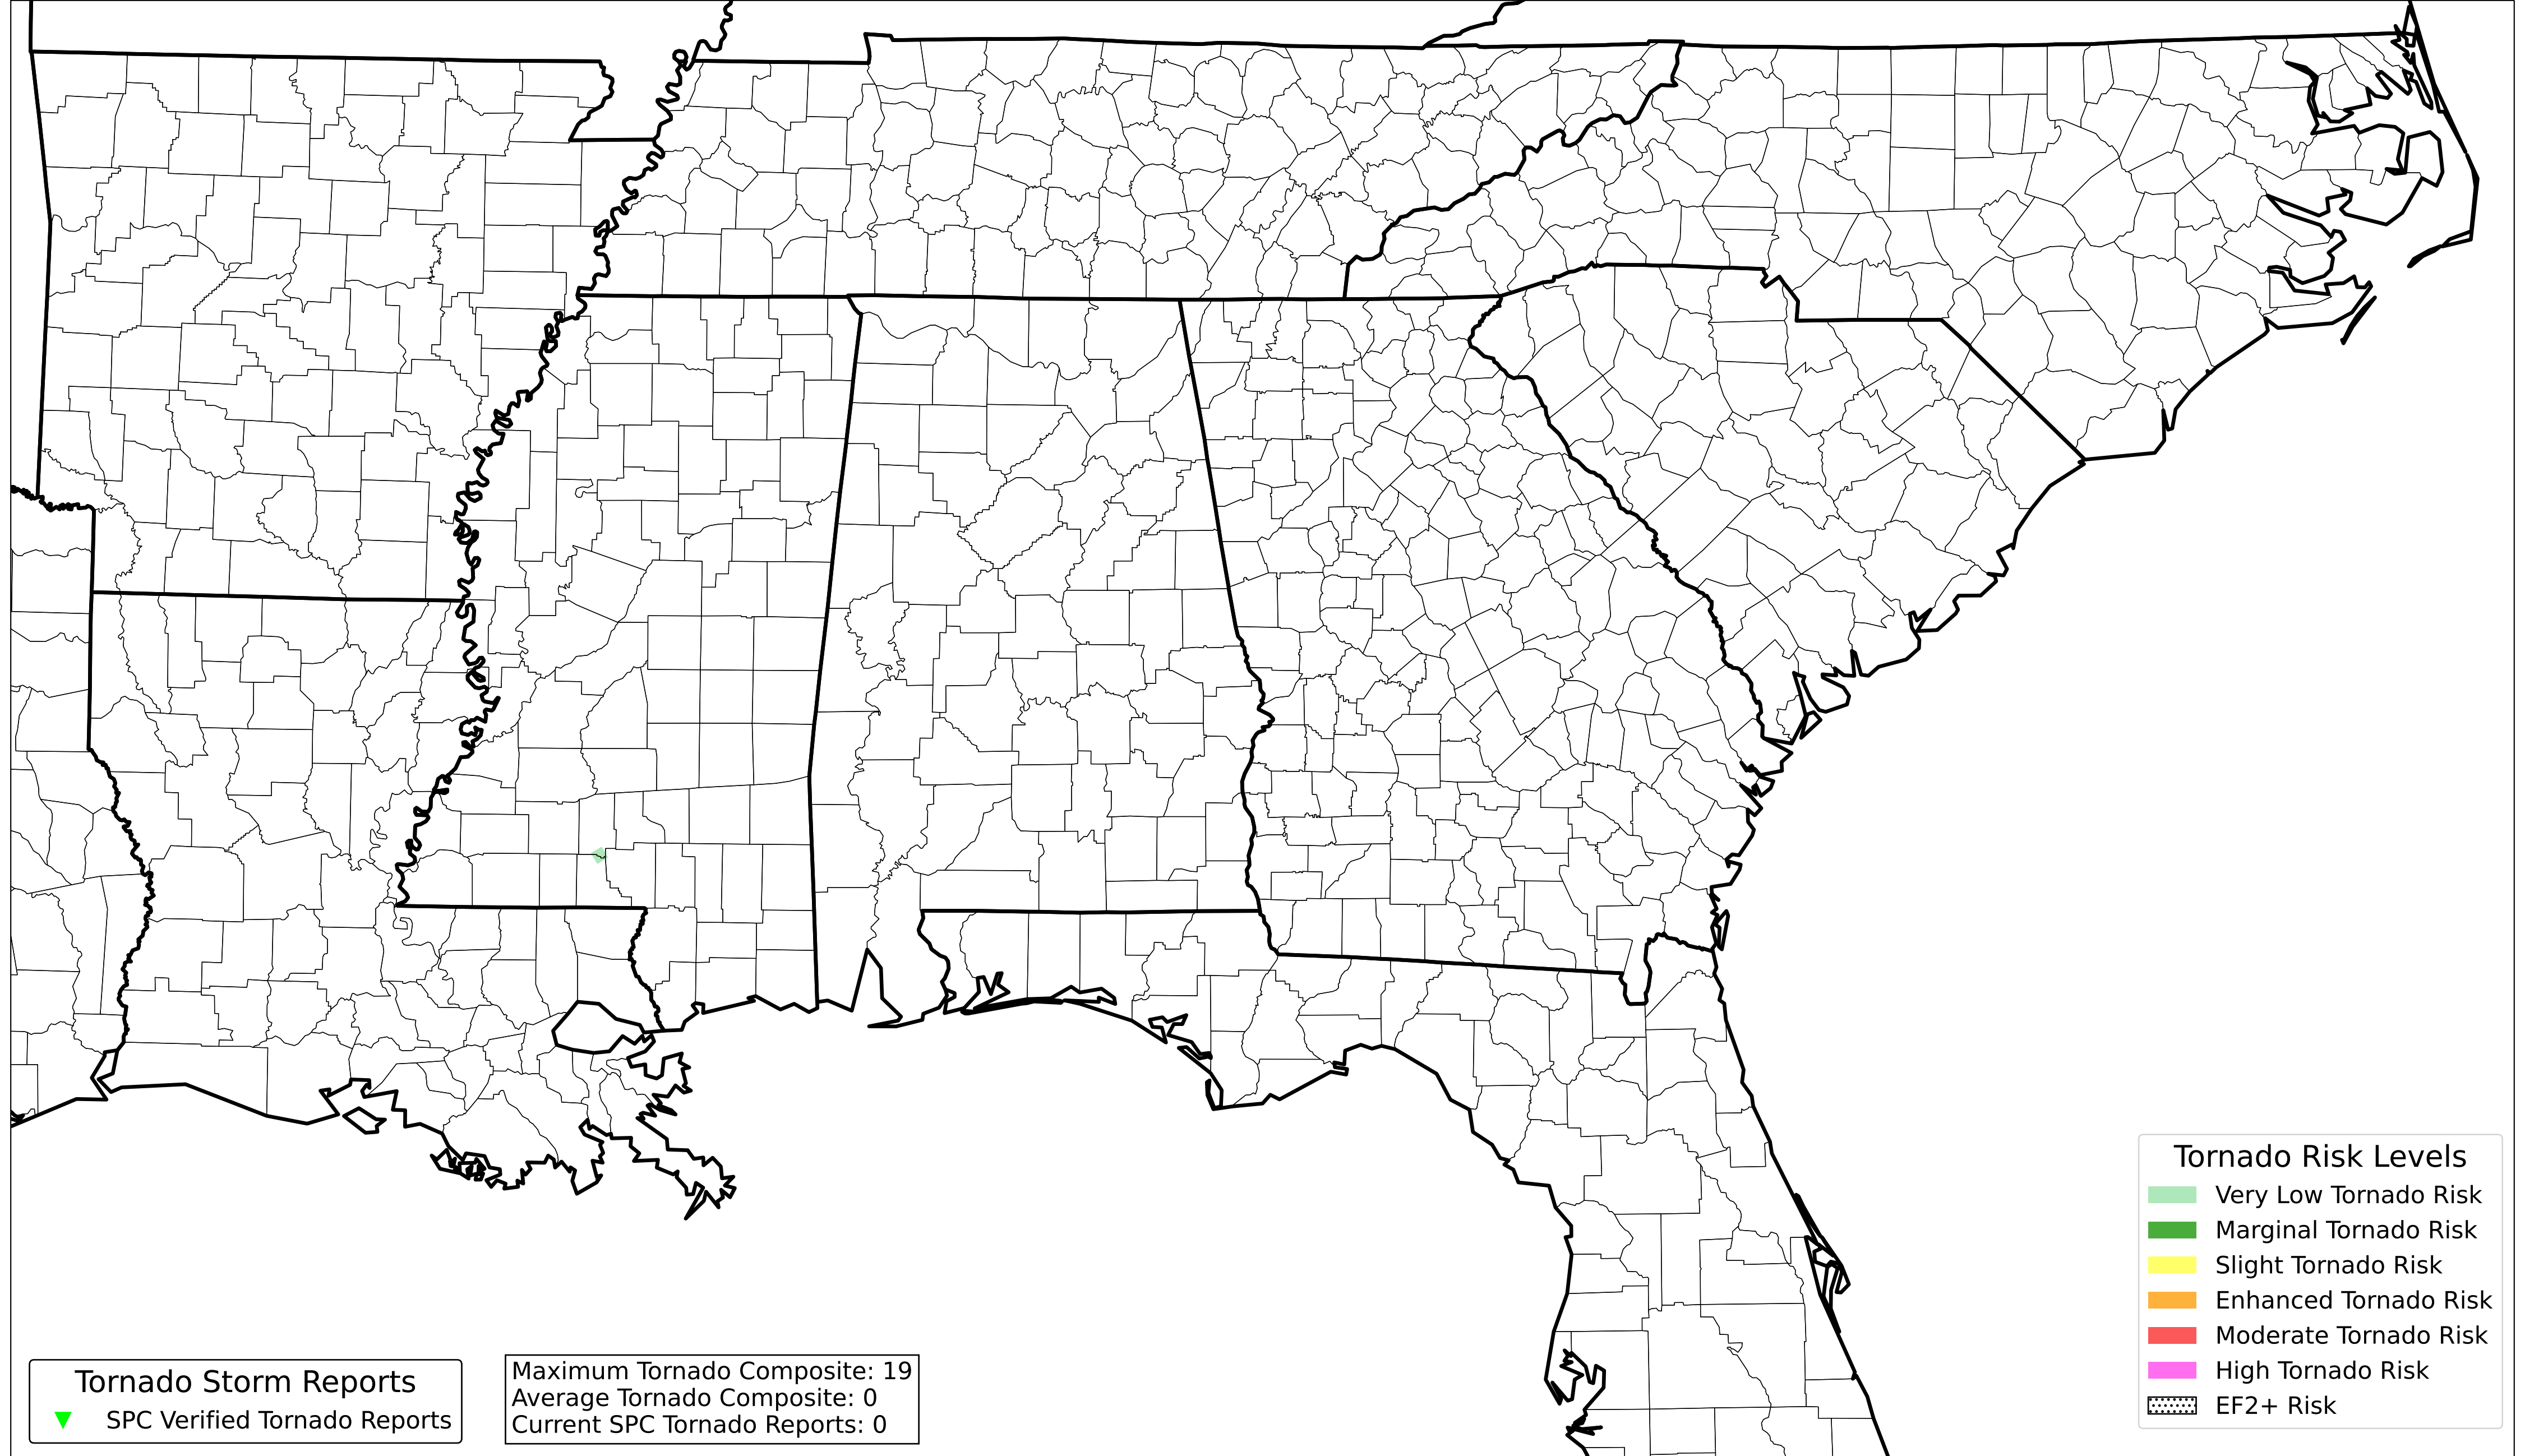 Tornado Risk Levels
Very Low Tornado Risk
Marginal Tornado Risk
Slight Tornado Risk
Enhanced Tornado Risk
Moderate Tornado Risk
High Tornado Risk
EF2+ Risk
Tornado Storm Reports
SPC Verified Tornado Reports
Maximum Tornado Composite: 19
Average Tornado Composite: 0
Current SPC Tornado Reports: 0